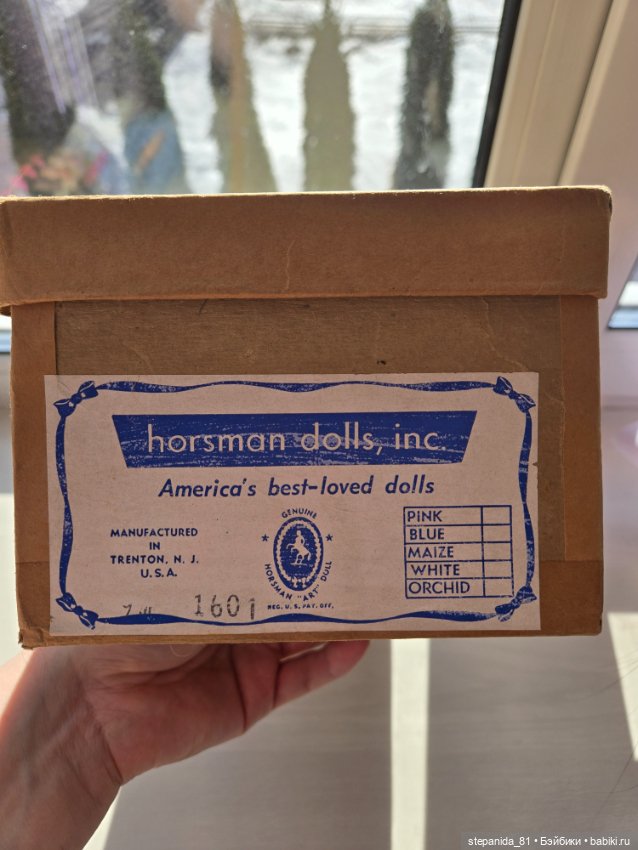 horsman dolls, inc.
America's best-loved dolls
MANUFACTURED
IN
TRENTON, N. J.
U.S.A.
GENUINE
HORSMAN "ART" DOLL
REG. U. S. PAT. OFF.
PINK
BLUE
MAIZE
WHITE
ORCHID
1601
stepanida_81 • Бэйбики • babiki.ru